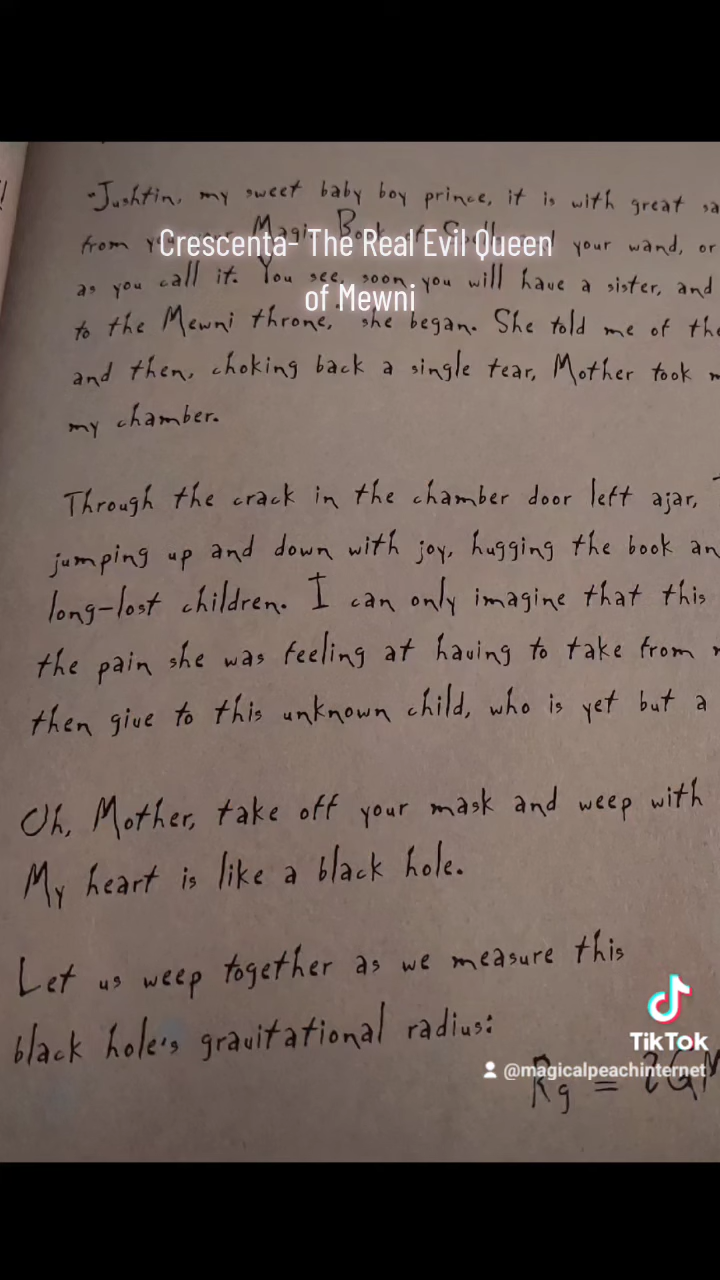 "Jushtin, my sweet baby boy prince, it is with great sa
Crescenta- The Real Evil Queen
of Mewni
from your Book of and your wand, or
as you call it. You see, soon you will have a sister, and
to the Mewni throne, she began. She told me of the
and then, choking back a single tear, Mother took m
my chamber.
Through the crack in the chamber door left ajar,
jumping up and down with joy, hugging the book an
long-lost children. I can only imagine that this
the pain she was feeling at having to take from
then give to this unknown child, who is yet but a
Oh, Mother, take off your mask and weep with
My heart is like a black hole.
Let us weep together as we measure this
black hole's gravitational radius:
Rg = 2GM
TikTok
@magicalpeachinternet